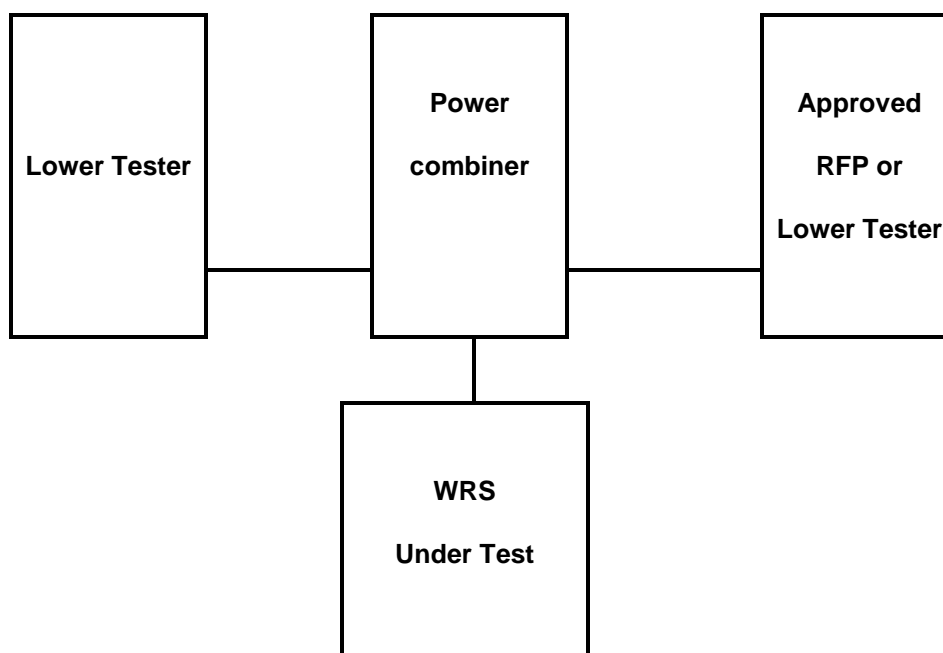 Lower Tester
Power
combiner
Approved
RFP or
Lower Tester
WRS
Under Test